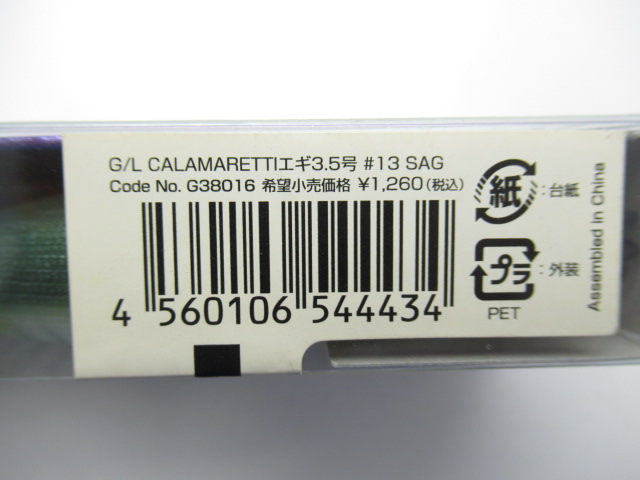 G/L CALAMARETTIエギ3.5号 #13 SAG
Code No. G38016 希望小売価格 ¥1,260(税込)
4 560106 544434
紙 :台紙
プラ :外装
PET
Assembled in China